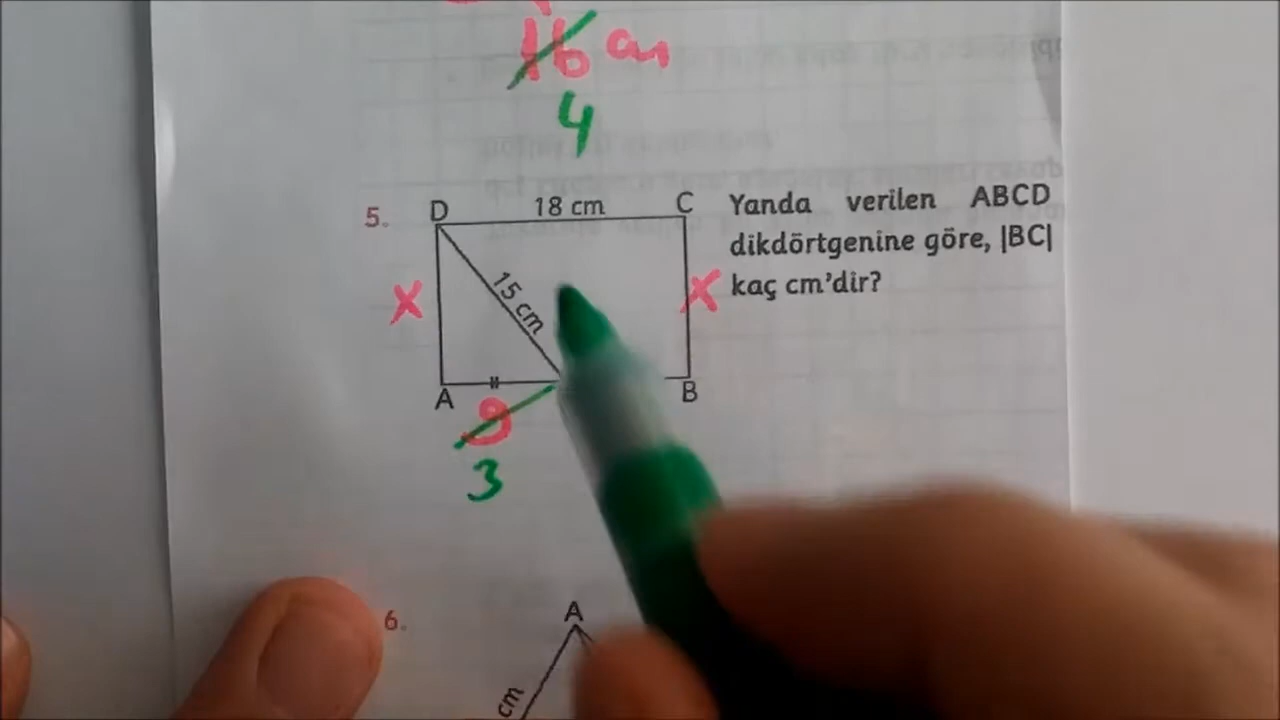 16 cm
4
5.
D 18 cm C
Yanda verilen ABCD
dikdörtgenine göre, |BC|
kaç cm'dir?
X
15 cm
X
A
B
9
3
6.
A
cm